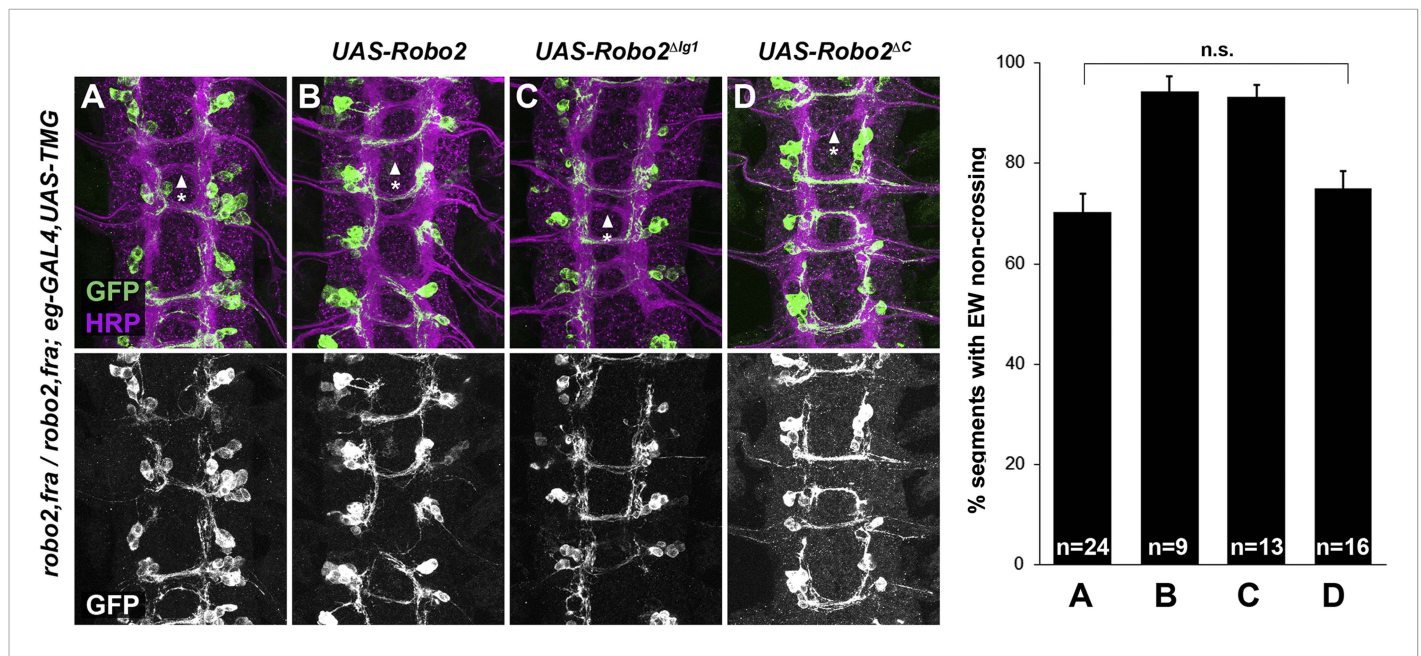 robo2,fra / robo2,fra; eg-GAL4,UAS-TMG
UAS-Robo2
UAS-Robo2ΔIg1
UAS-Robo2ΔC
A
B
C
D
*
*
*
*
GFP
HRP
GFP
% segments with EW non-crossing
100
80
60
40
20
0
n.s.
n=24
n=9
n=13
n=16
A
B
C
D